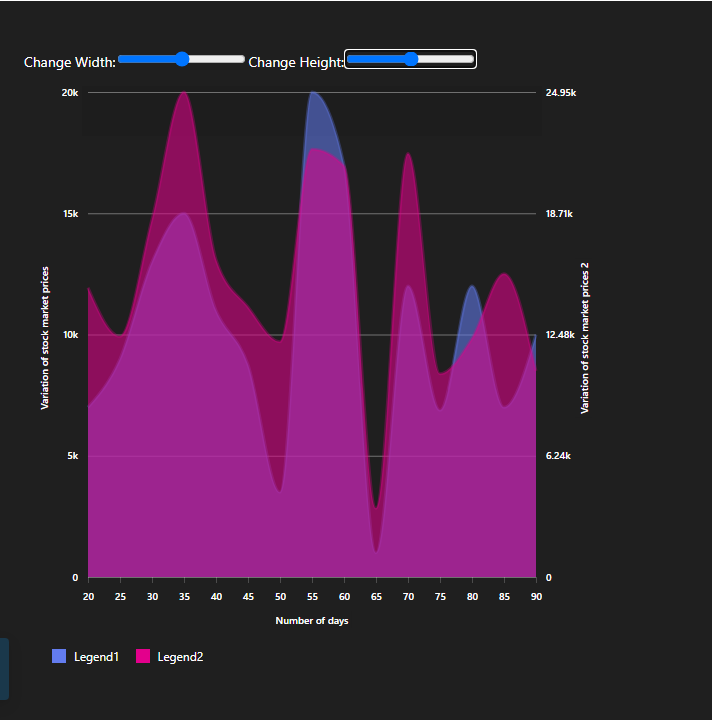 Change Width: Change Height:
20k 24.95k
15k 18.71k
Variation of stock market prices
Variation of stock market prices 2
10k 12.48k
5k 6.24k
0 0
20 25 30 35 40 45 50 55 60 65 70 75 80 85 90
Number of days
Legend1 Legend2